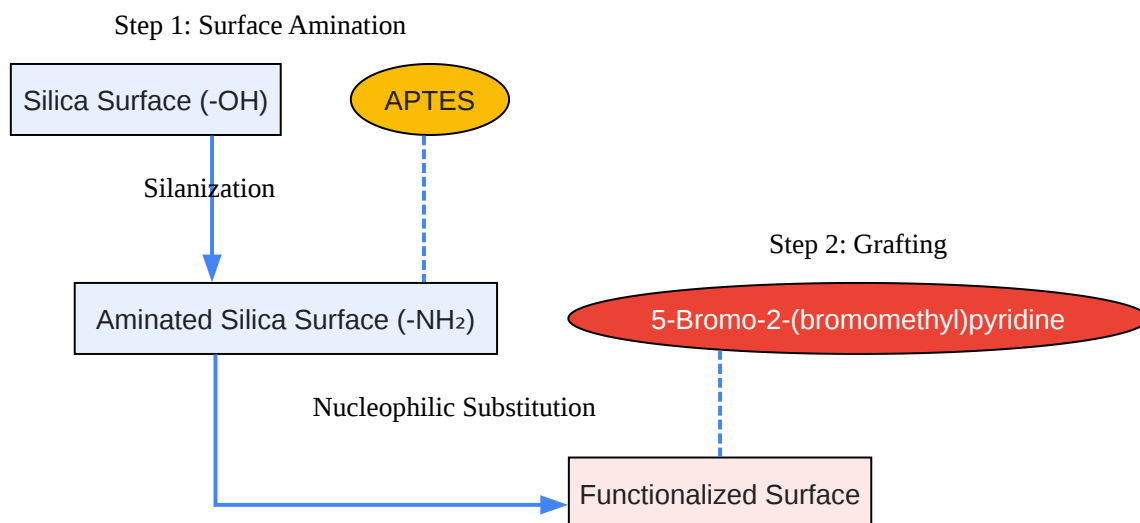 Step 1: Surface Amination
Silica Surface (-OH)
APTES
Silanization
Step 2: Grafting
Aminated Silica Surface (-NH₂)
5-Bromo-2-(bromomethyl)pyridine
Nucleophilic Substitution
Functionalized Surface